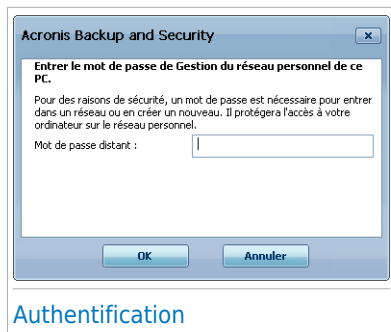 Acronis Backup and Security
Entrer le mot de passe de Gestion du réseau personnel de ce
PC.
Pour des raisons de sécurité, un mot de passe est nécessaire pour entrer
dans un réseau ou en créer un nouveau. Il protégera l'accès à votre
ordinateur sur le réseau personnel.
Mot de passe distant :
OK
Annuler
Authentification